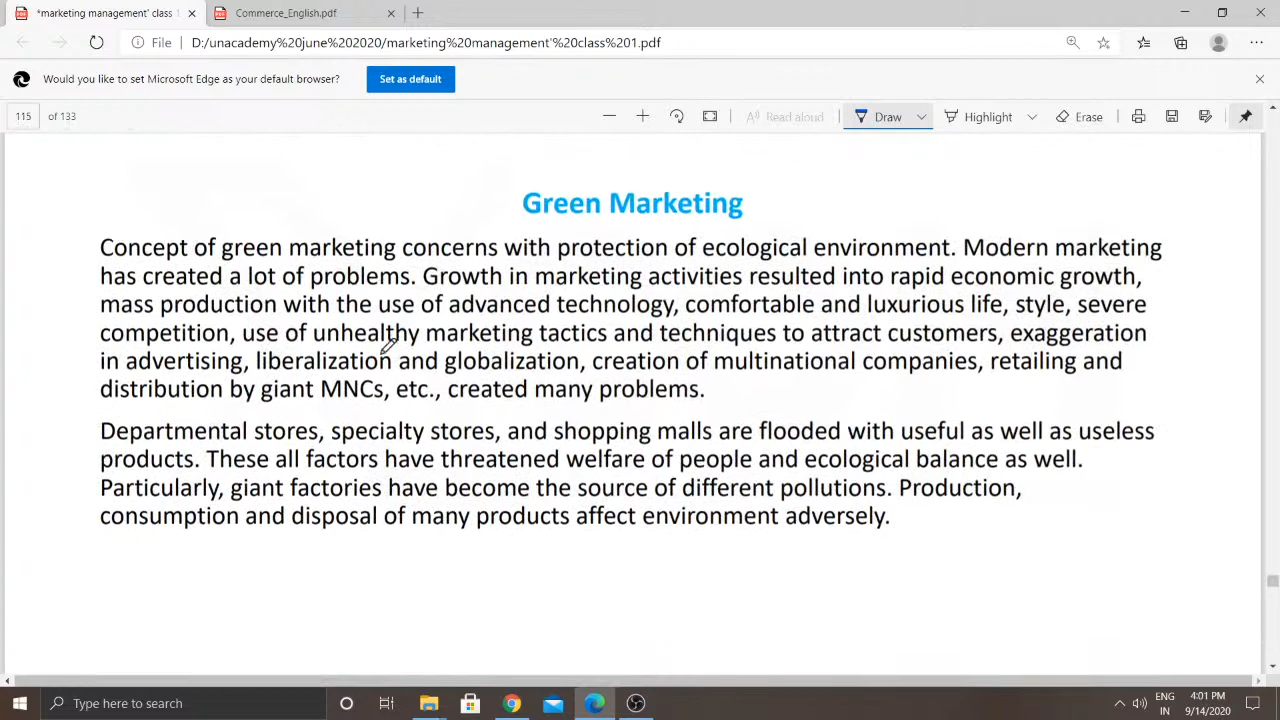 *marketing management' class 1
Commerce_English.pdf
File D:/unacademy%20june%202020/marketing%20management'%20class%201.pdf
Would you like to set Microsoft Edge as your default browser? Set as default
115 of 133 Read aloud Draw Highlight Erase
Green Marketing
Concept of green marketing concerns with protection of ecological environment. Modern marketing
has created a lot of problems. Growth in marketing activities resulted into rapid economic growth,
mass production with the use of advanced technology, comfortable and luxurious life, style, severe
competition, use of unhealthy marketing tactics and techniques to attract customers, exaggeration
in advertising, liberalization and globalization, creation of multinational companies, retailing and
distribution by giant MNCs, etc., created many problems.
Departmental stores, specialty stores, and shopping malls are flooded with useful as well as useless
products. These all factors have threatened welfare of people and ecological balance as well.
Particularly, giant factories have become the source of different pollutions. Production,
consumption and disposal of many products affect environment adversely.
Type here to search
ENG 4:01 PM
IN 9/14/2020